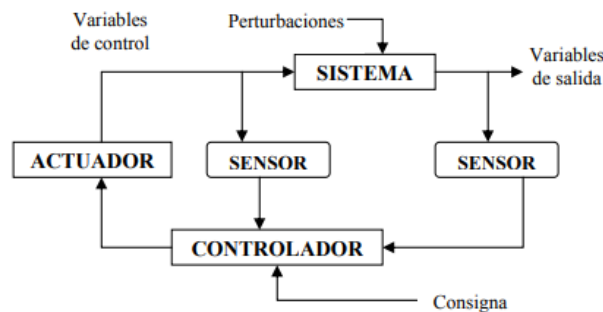 Variables
de control
Perturbaciones
SISTEMA
Variables
de salida
ACTUADOR
SENSOR
SENSOR
CONTROLADOR
Consigna